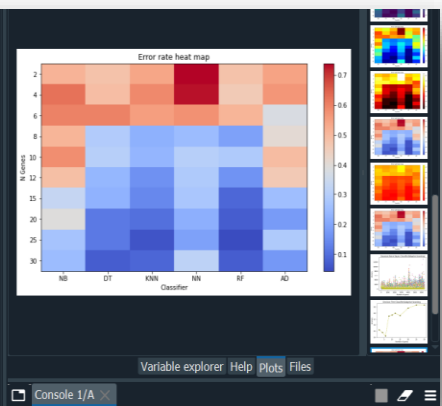 Error rate heat map
N Genes
2
4
6
8
10
12
15
20
25
30
0.7
0.6
0.5
0.4
0.3
0.2
0.1
NB DT KNN NN RF AD
Classifier
Variable explorer Help Plots Files
Console 1/A